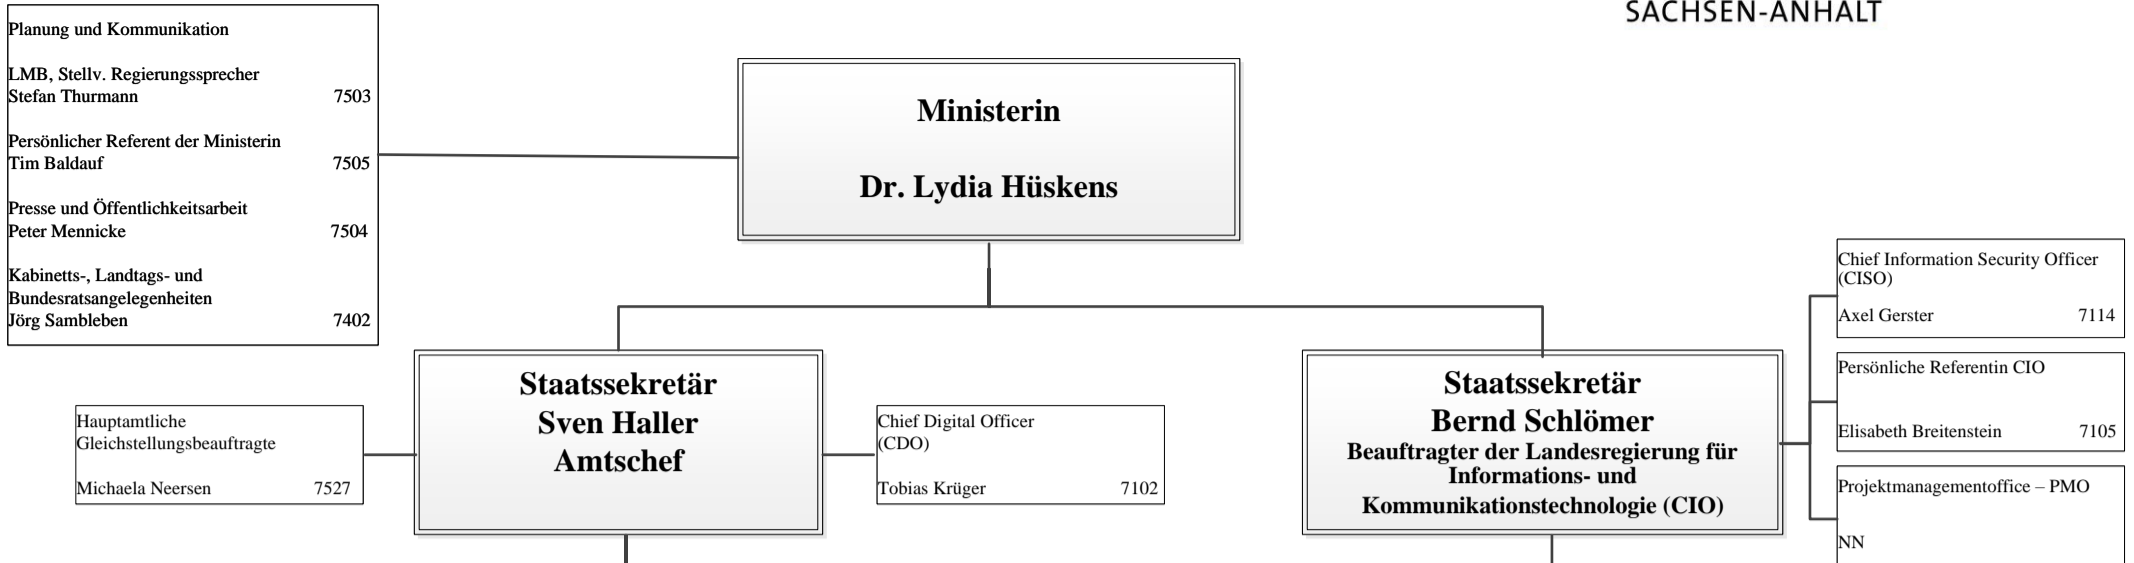 SACHSEN-ANHALT
Planung und Kommunikation
LMB, Stellv. Regierungssprecher
Stefan Thurmann 7503
Persönlicher Referent der Ministerin
Tim Baldauf 7505
Presse und Öffentlichkeitsarbeit
Peter Mennicke 7504
Kabinetts-, Landtags- und
Bundesratsangelegenheiten
Jörg Sambleben 7402
Ministerin
Dr. Lydia Hüskens
Hauptamtliche
Gleichstellungsbeauftragte
Michaela Neersen 7527
Staatssekretär
Sven Haller
Amtschef
Chief Digital Officer
(CDO)
Tobias Krüger 7102
Staatssekretär
Bernd Schlömer
Beauftragter der Landesregierung für
Informations- und
Kommunikationstechnologie (CIO)
Chief Information Security Officer
(CISO)
Axel Gerster 7114
Persönliche Referentin CIO
Elisabeth Breitenstein 7105
Projektmanagementoffice – PMO
NN